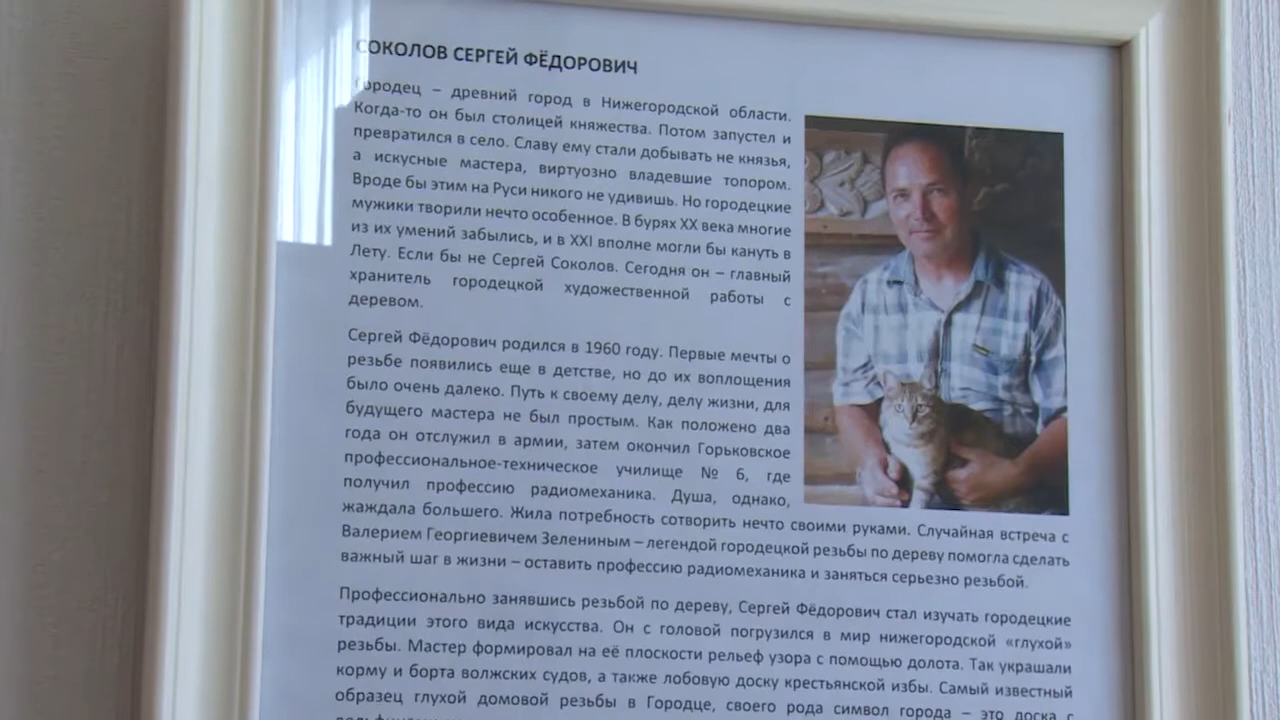 СОКОЛОВ СЕРГЕЙ ФЁДОРОВИЧ
Городец – древний город в Нижегородской области.
Когда-то он был столицей княжества. Потом запустел и
превратился в село. Славу ему стали добывать не князья,
а искусные мастера, виртуозно владевшие топором.
Вроде бы этим на Руси никого не удивишь. Но городецкие
мужики творили нечто особенное. В бурях XX века многие
из их умений забылись, и в XXI вполне могли бы кануть в
Лету. Если бы не Сергей Соколов. Сегодня он – главный
хранитель городецкой художественной работы с
деревом.
Сергей Фёдорович родился в 1960 году. Первые мечты о
резьбе появились еще в детстве, но до их воплощения
было очень далеко. Путь к своему делу, делу жизни, для
будущего мастера не был простым. Как положено два
года он отслужил в армии, затем окончил Горьковское
профессиональное-техническое училище № 6, где
получил профессию радиомеханика. Душа, однако,
жаждала большего. Жила потребность сотворить нечто своими руками. Случайная встреча с
Валерием Георгиевичем Зелениным – легендой городецкой резьбы по дереву помогла сделать
важный шаг в жизни – оставить профессию радиомеханика и заняться серьезно резьбой.
Профессионально занявшись резьбой по дереву, Сергей Фёдорович стал изучать городецкие
традиции этого вида искусства. Он с головой погрузился в мир нижегородской «глухой»
резьбы. Мастер формировал на её плоскости рельеф узора с помощью долота. Так украшали
корму и борта волжских судов, а также лобовую доску крестьянской избы. Самый известный
образец глухой домовой резьбы в Городце, своего рода символ города – это доска с